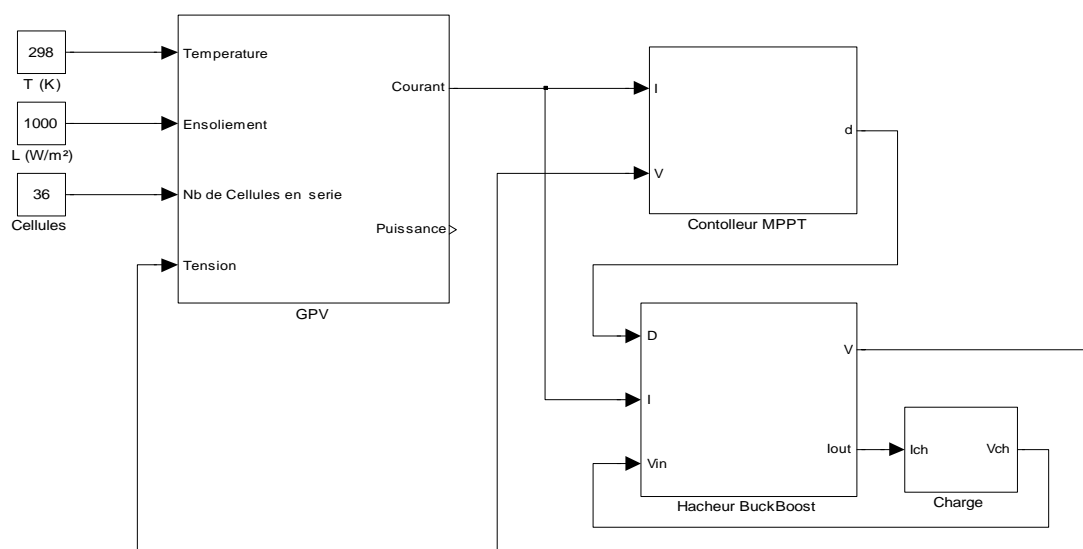 298
T (K)
1000
L (W/m²)
36
Cellules
Temperature
Ensoliement
Nb de Cellules en serie
Tension
Courant
Puissance
GPV
I
V
d
Contolleur MPPT
D
I
Vin
V
Iout
Hacheur BuckBoost
Ich
Vch
Charge